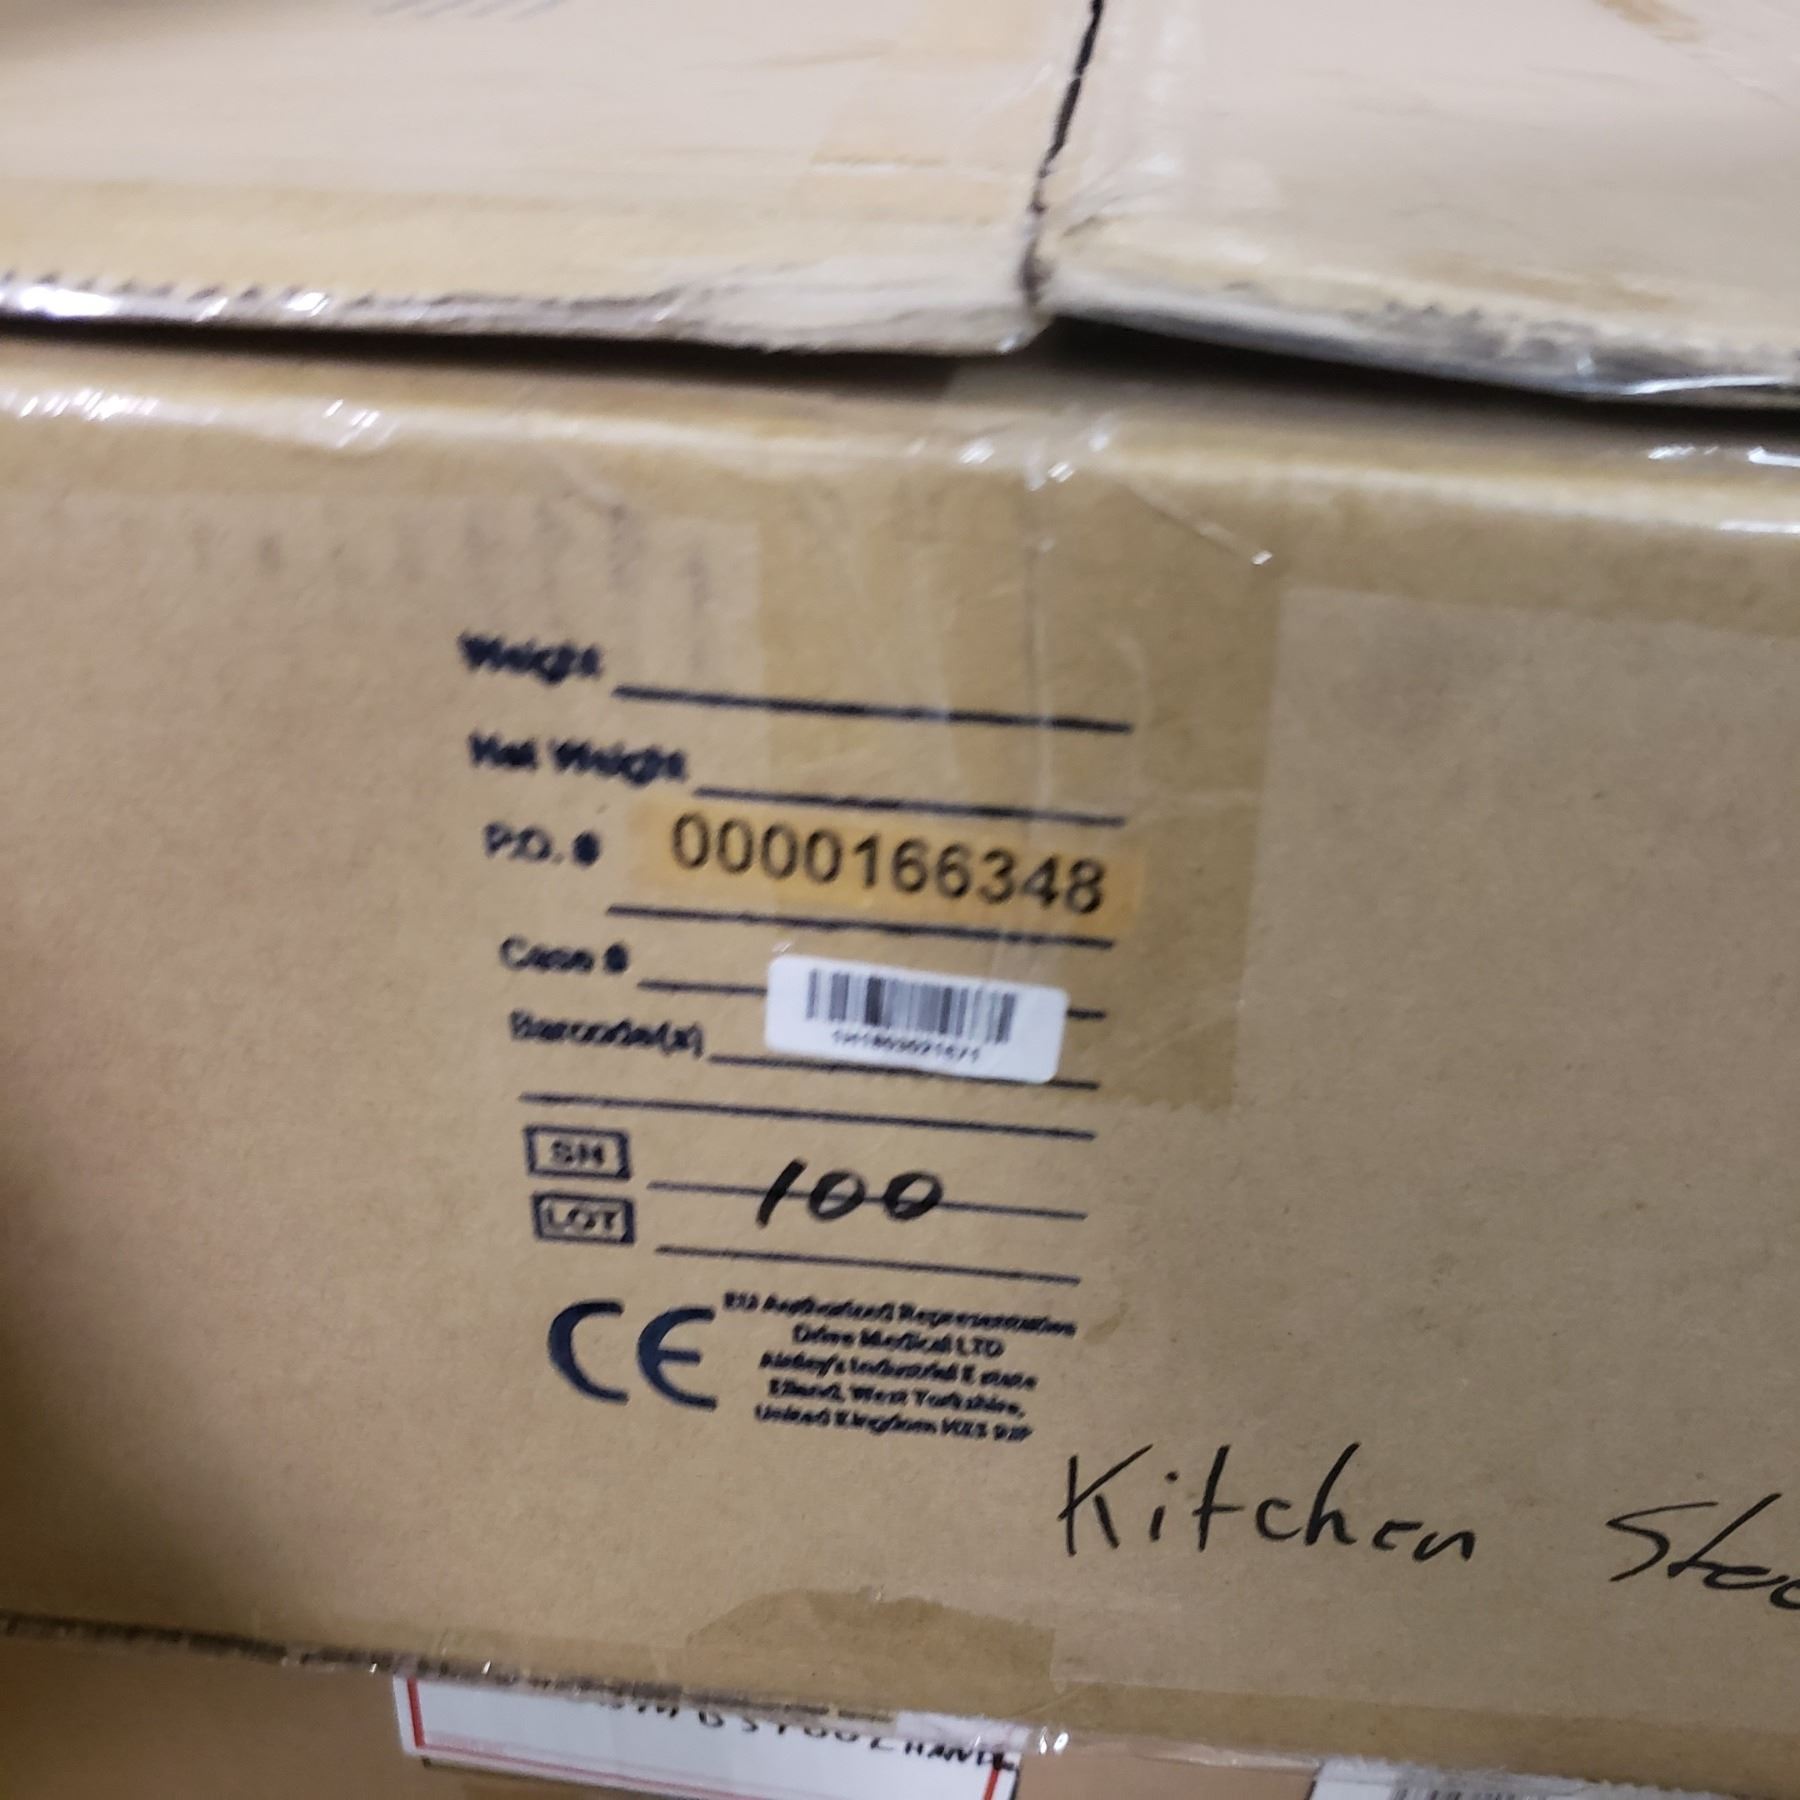 Weight
Net Weight
P.O. # 0000166348
Case #
Barcode(s)
SN 100
LOT
CE EU Authorized Representative
Drive Medical LTD
Industrial Estate
Elland, West Yorkshire,
United Kingdom
Kitchen